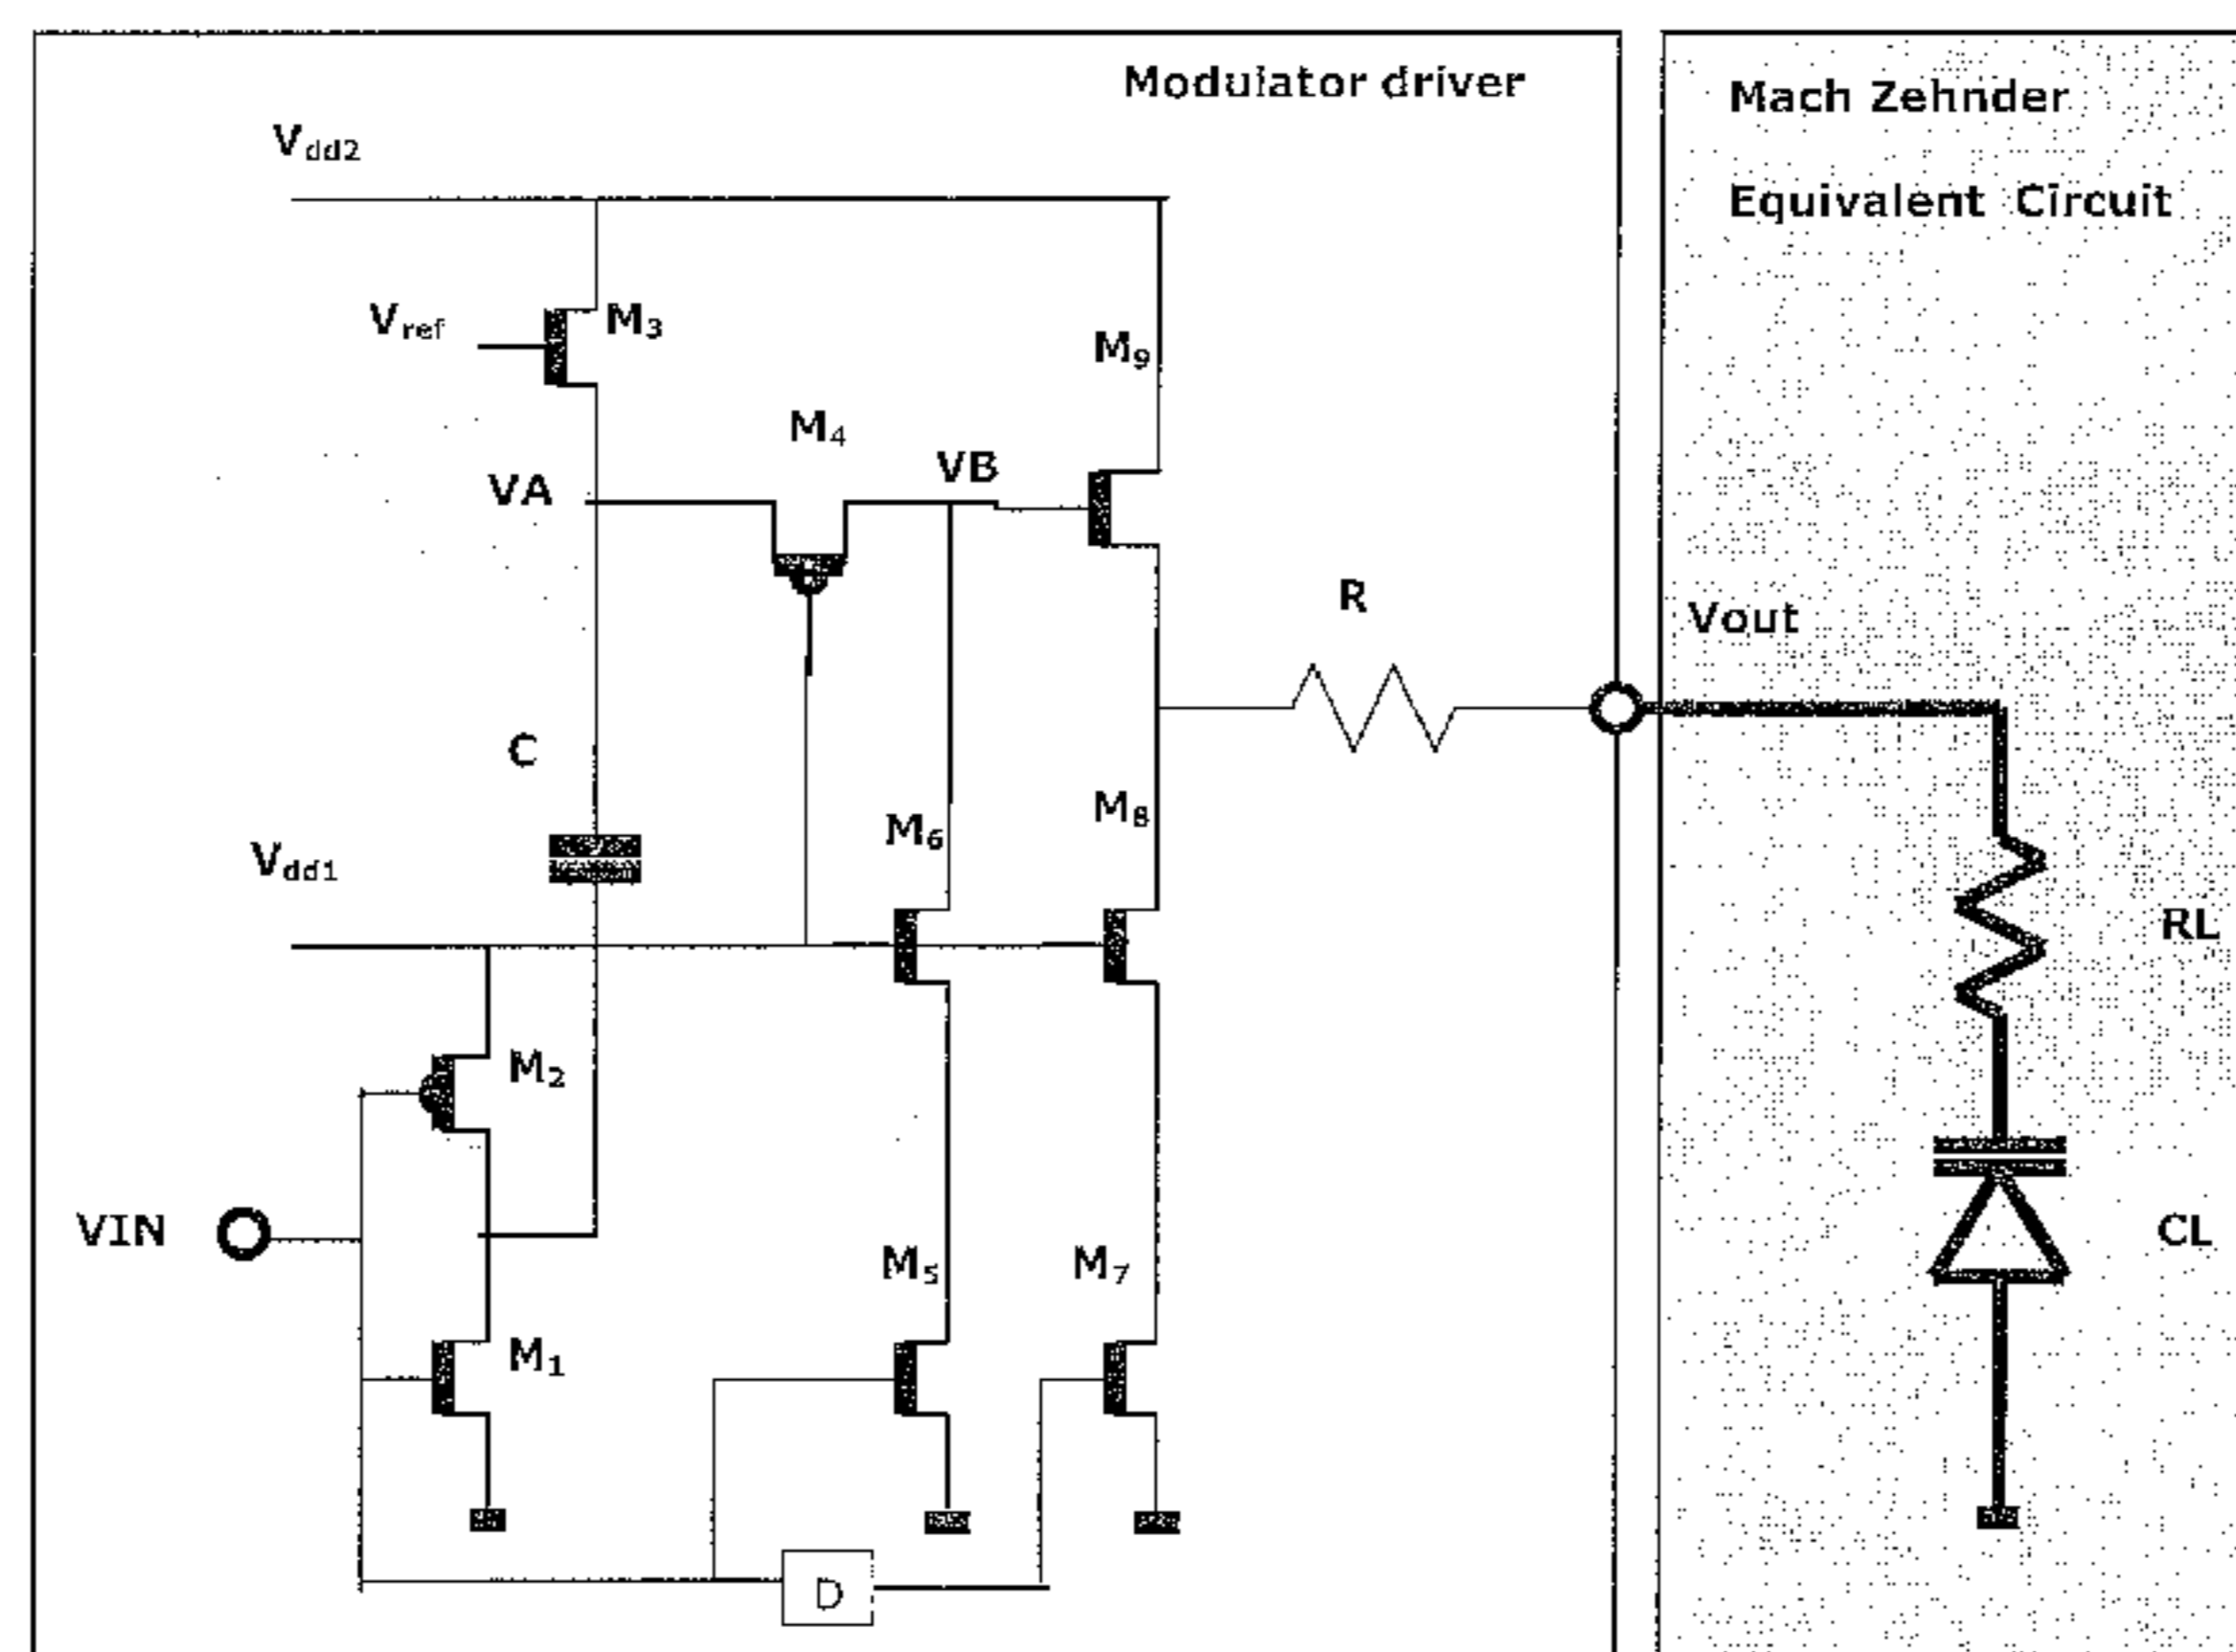 Modulator driver
Mach Zehnder
Equivalent Circuit
Vdd2
Vref
M3
M9
M4
VA
VB
R
Vout
C
M6
M8
Vdd1
RL
M2
VIN
M5
M7
CL
M1
D